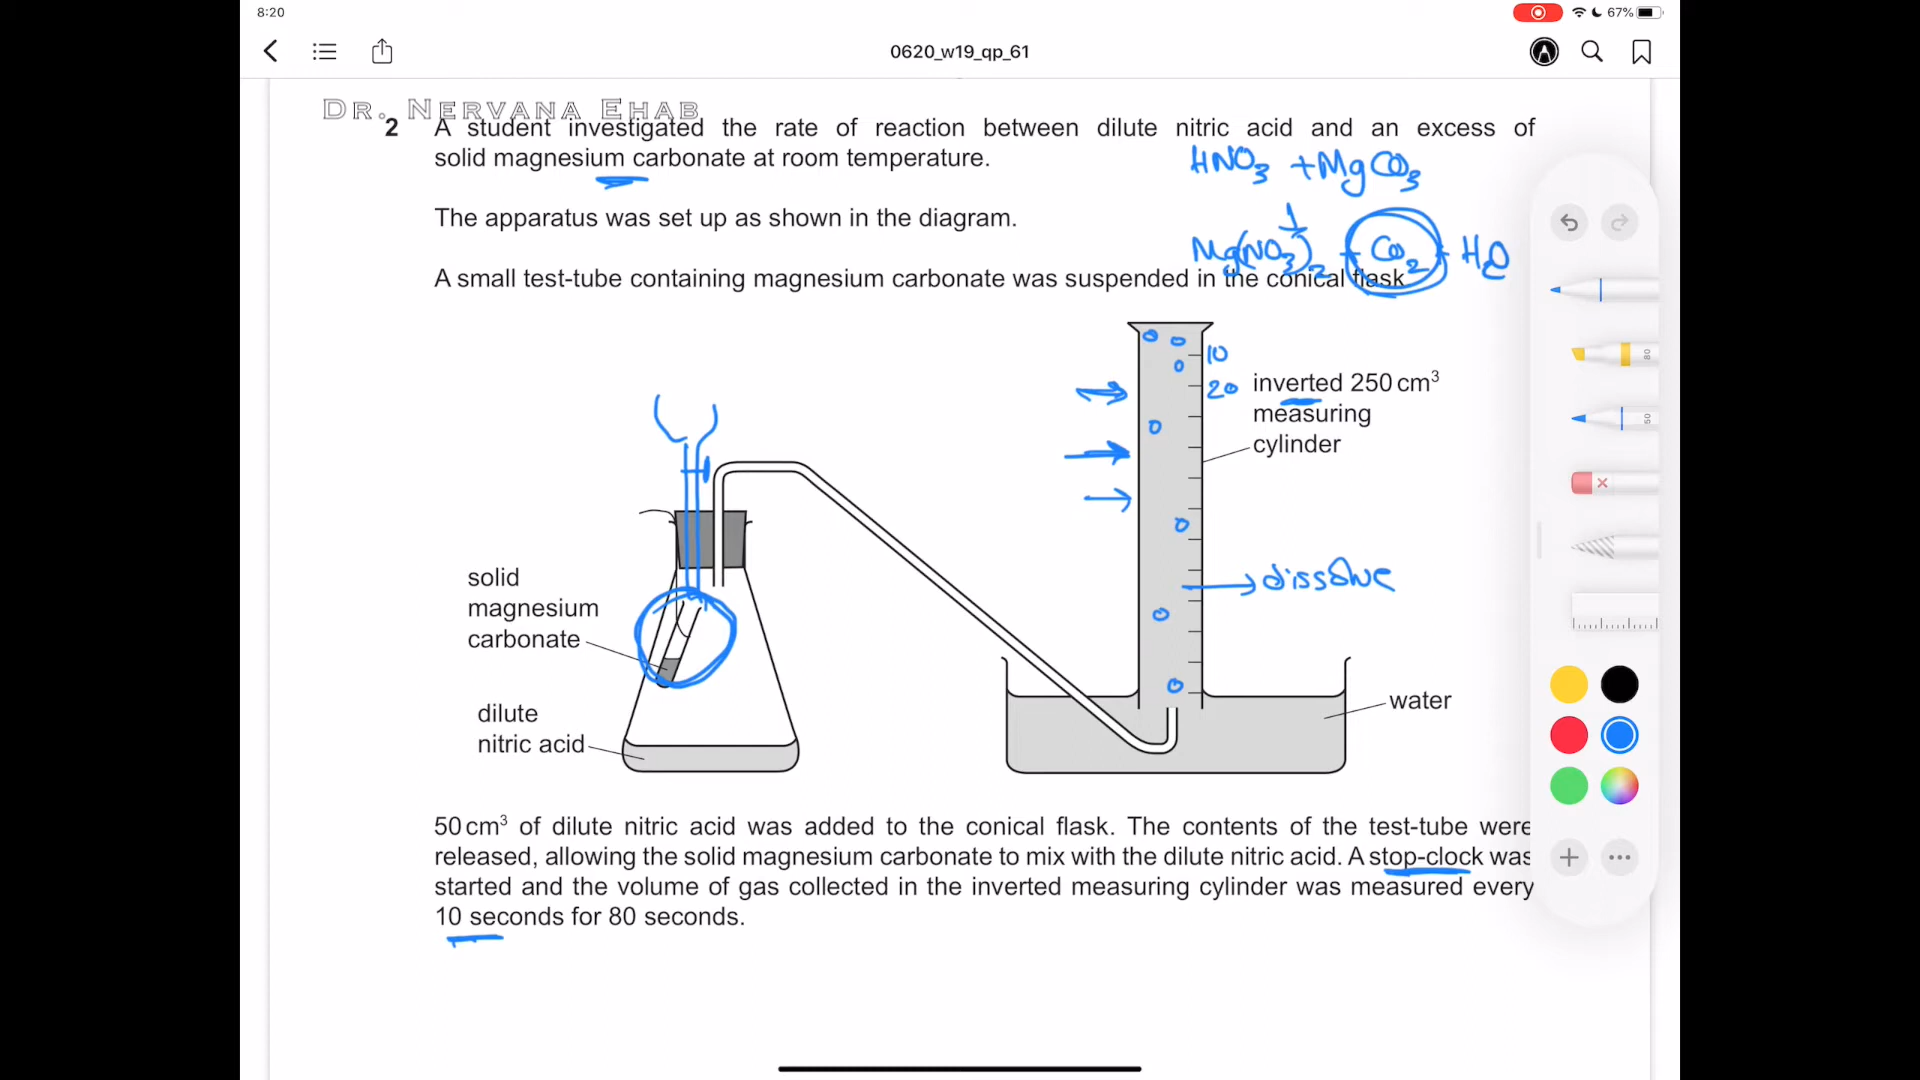 8:20
67%
0620_w19_qp_61
DR. NERVANA EHAB
2 A student investigated the rate of reaction between dilute nitric acid and an excess of
solid magnesium carbonate at room temperature.
HNO3 + MgCO3
The apparatus was set up as shown in the diagram.
Mg(NO3)2 + CO2 + H2O
A small test-tube containing magnesium carbonate was suspended in the conical flask
10
20
inverted 250 cm³
measuring
cylinder
solid
magnesium
carbonate
dissolve
dilute
nitric acid
water
50 cm³ of dilute nitric acid was added to the conical flask. The contents of the test-tube were
released, allowing the solid magnesium carbonate to mix with the dilute nitric acid. A stop-clock was
started and the volume of gas collected in the inverted measuring cylinder was measured every
10 seconds for 80 seconds.
80
50